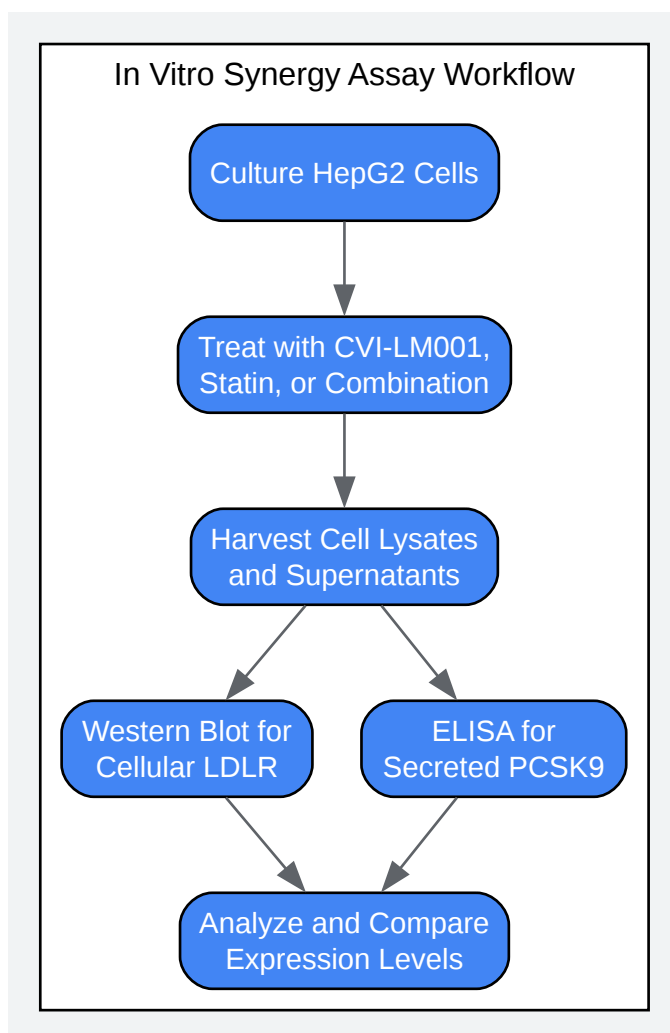 In Vitro Synergy Assay Workflow
Culture HepG2 Cells
Treat with CVI-LM001,
Statin, or Combination
Harvest Cell Lysates
and Supernatants
Western Blot for
Cellular LDLR
ELISA for
Secreted PCSK9
Analyze and Compare
Expression Levels